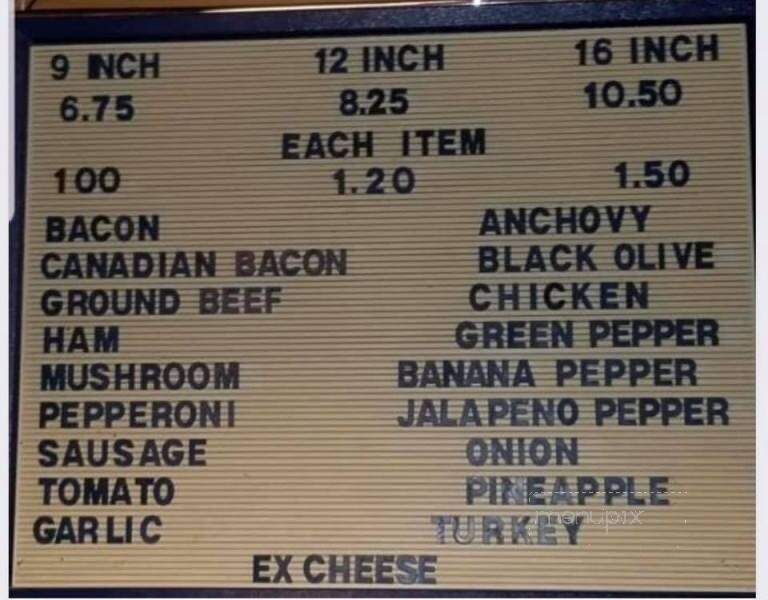 9 INCH 12 INCH 16 INCH
6.75 8.25 10.50
EACH ITEM
100 1.20 1.50
BACON ANCHOVY
CANADIAN BACON BLACK OLIVE
GROUND BEEF CHICKEN
HAM GREEN PEPPER
MUSHROOM BANANA PEPPER
PEPPERONI JALAPENO PEPPER
SAUSAGE ONION
TOMATO PINEAPPLE
menupix
GARLIC TURKEY
EX CHEESE